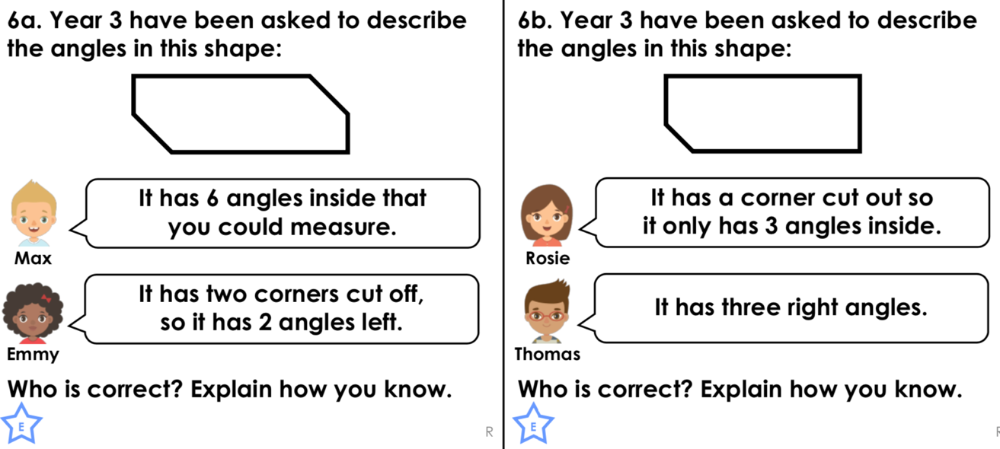 6a. Year 3 have been asked to describe
the angles in this shape:
It has 6 angles inside that
you could measure.
Max
It has two corners cut off,
so it has 2 angles left.
Emmy
Who is correct? Explain how you know.
E
R
6b. Year 3 have been asked to describe
the angles in this shape:
It has a corner cut out so
it only has 3 angles inside.
Rosie
It has three right angles.
Thomas
Who is correct? Explain how you know.
E
R